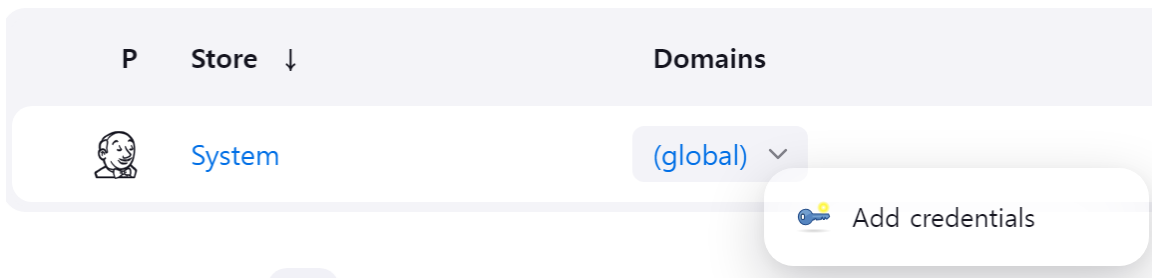 P Store ↓ Domains
System (global)
Add credentials